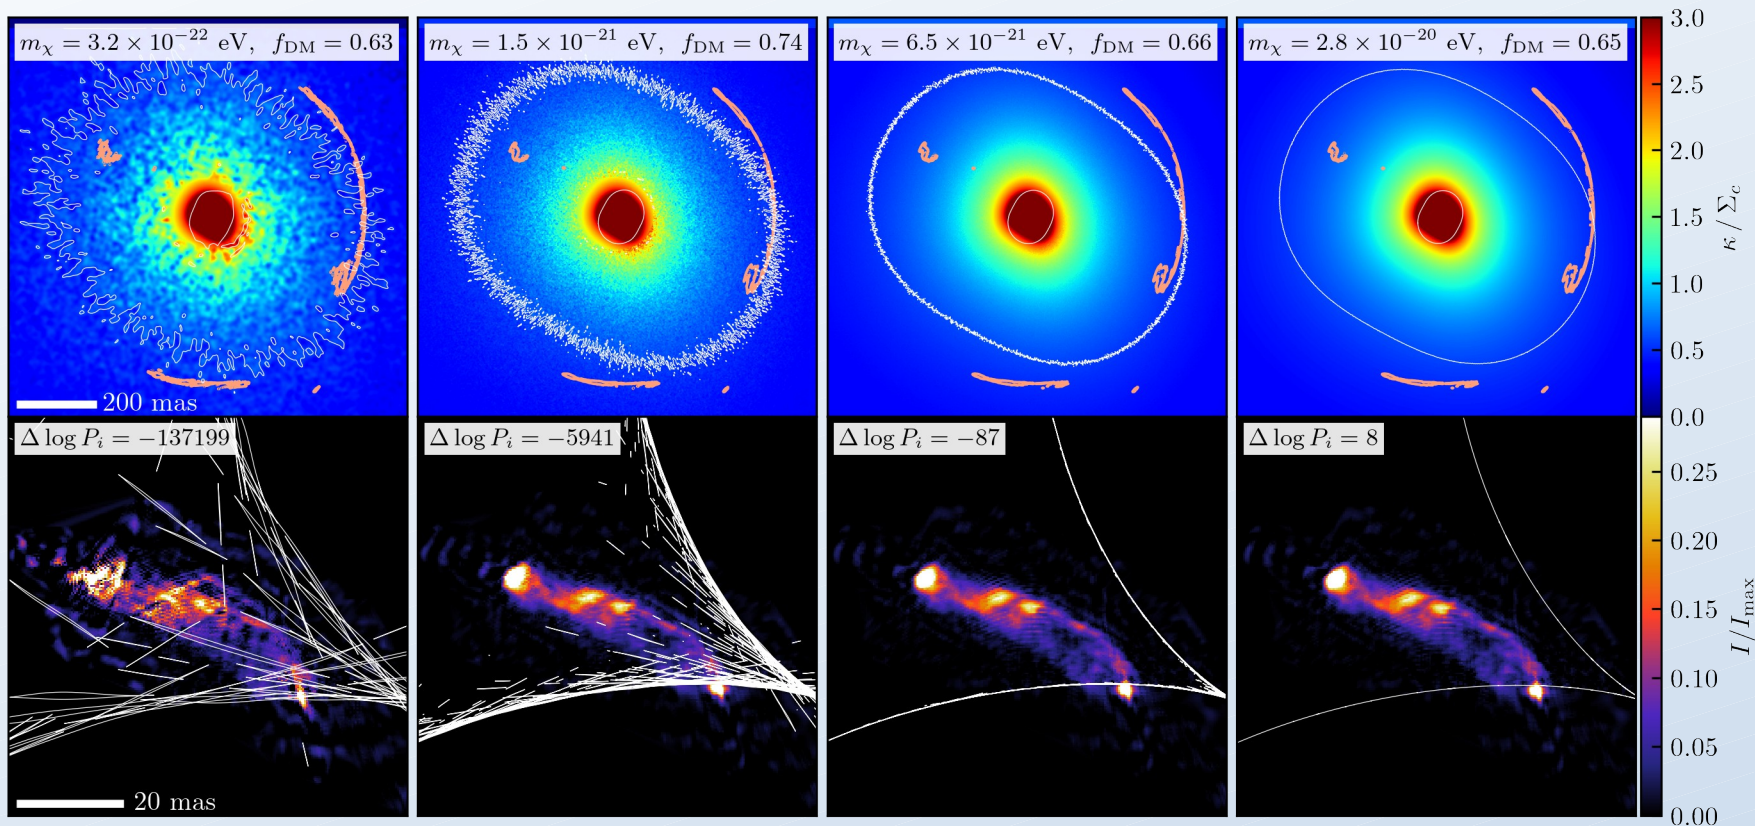 mχ = 3.2 × 10⁻²² eV, f_DM = 0.63
mχ = 1.5 × 10⁻²¹ eV, f_DM = 0.74
mχ = 6.5 × 10⁻²¹ eV, f_DM = 0.66
mχ = 2.8 × 10⁻²⁰ eV, f_DM = 0.65
200 mas
3.0
2.5
2.0
1.5
1.0
0.5
0.0
κ / Σ_c
Δ log P_i = −137199
Δ log P_i = −5941
Δ log P_i = −87
Δ log P_i = 8
20 mas
0.25
0.20
0.15
0.10
0.05
0.00
I/I_max